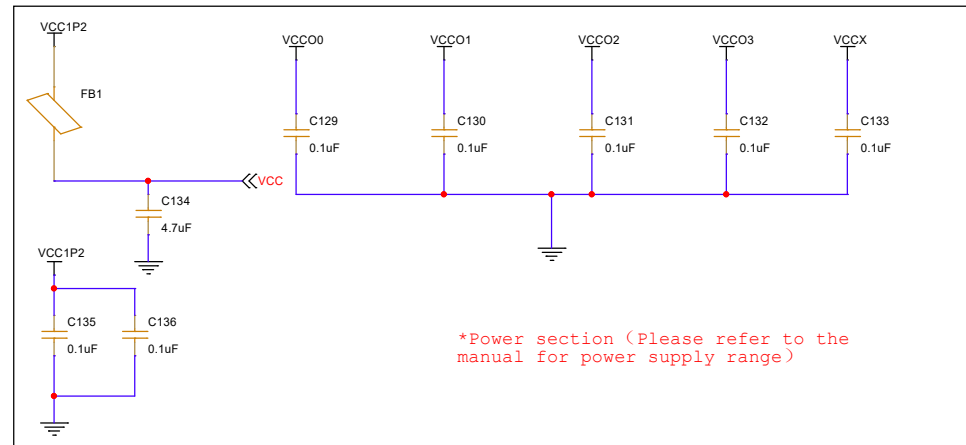 VCC1P2
FB1
VCC
C134
4.7uF
VCCO0
VCCO1
VCCO2
VCCO3
VCCX
C129
0.1uF
C130
0.1uF
C131
0.1uF
C132
0.1uF
C133
0.1uF
VCC1P2
C135
0.1uF
C136
0.1uF
*Power section（Please refer to the
manual for power supply range)